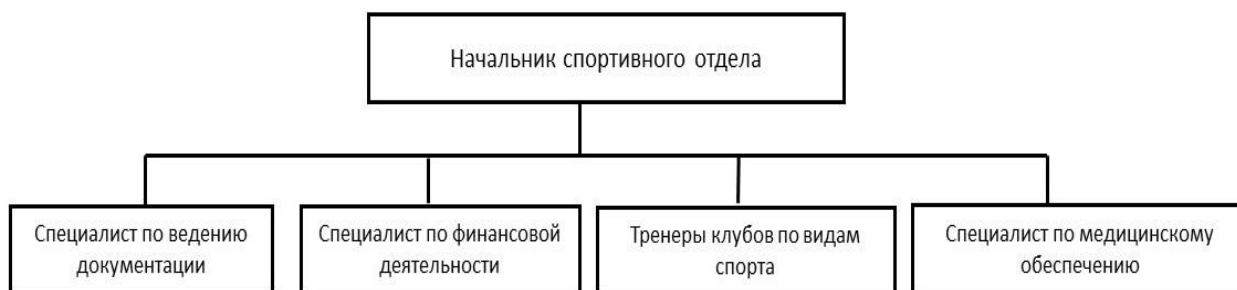 Начальник спортивного отдела
Специалист по ведению
документации
Специалист по финансовой
деятельности
Тренеры клубов по видам
спорта
Специалист по медицинскому
обеспечению